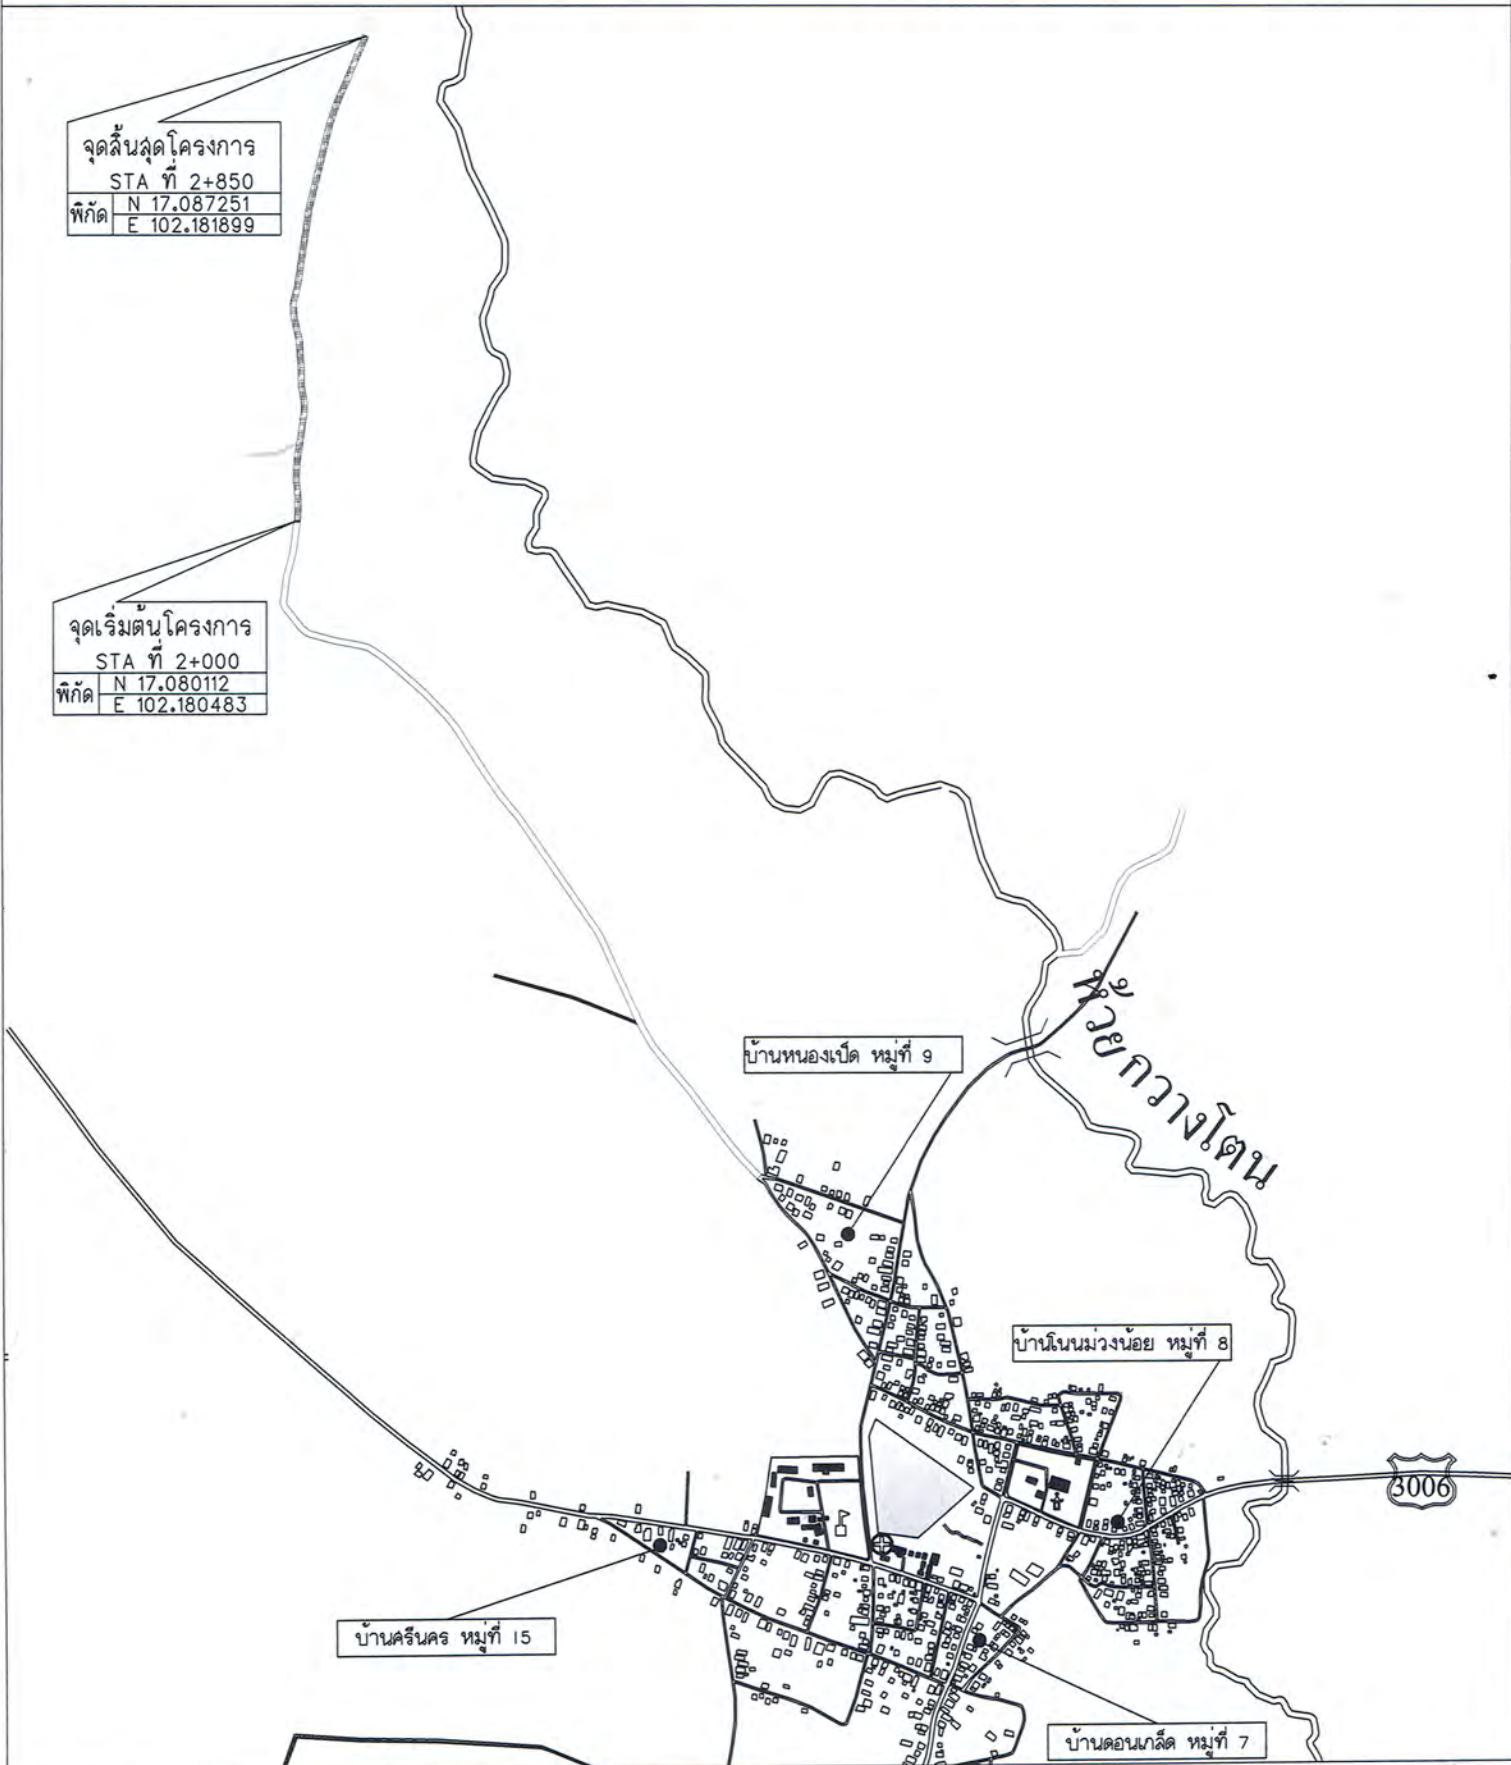 จุดสิ้นสุดโครงการ
STA ที่ 2+850
พิกัด
N 17.087251
E 102.181899
จุดเริ่มต้นโครงการ
STA ที่ 2+000
พิกัด
N 17.080112
E 102.180483
ห้วยกวางโตน
บ้านหนองเป็ด หมู่ที่ 9
บ้านโนนม่วงน้อย หมู่ที่ 8
3006
บ้านศรีนคร หมู่ที่ 15
บ้านดอนเกล็ด หมู่ที่ 7